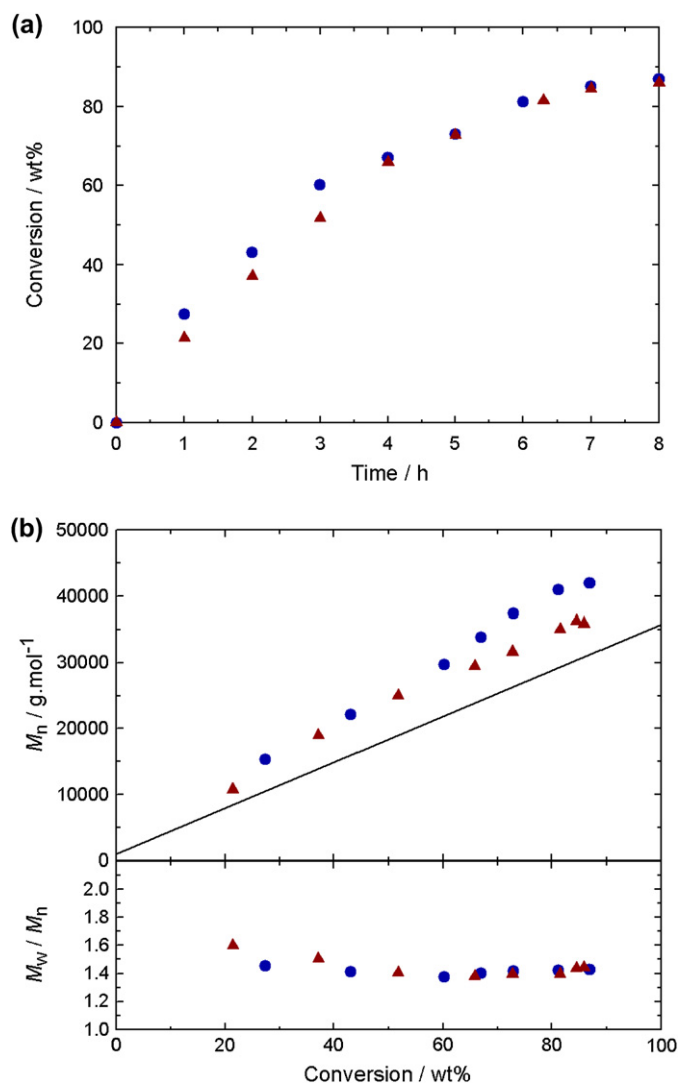 (a)
100
80
60
40
20
0
Conversion / wt%
0 1 2 3 4 5 6 7 8
Time / h
(b)
50000
40000
30000
20000
10000
0
Mn / g.mol-1
2.0
1.8
1.6
1.4
1.2
1.0
Mw / Mn
0 20 40 60 80 100
Conversion / wt%